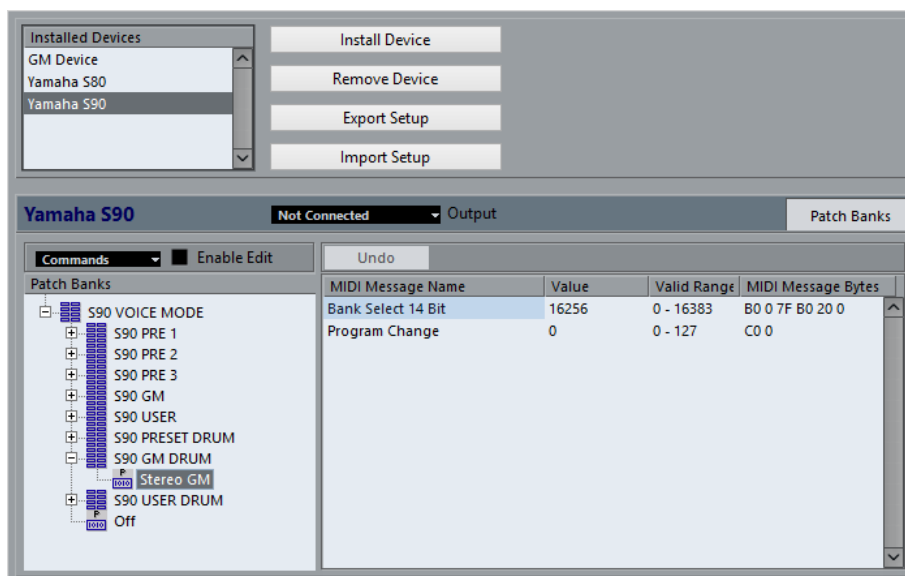 Installed Devices
GM Device
Yamaha S80
Yamaha S90
Install Device
Remove Device
Export Setup
Import Setup
Yamaha S90
Not Connected
Output
Patch Banks
Commands
Enable Edit
Undo
Patch Banks
S90 VOICE MODE
S90 PRE 1
S90 PRE 2
S90 PRE 3
S90 GM
S90 USER
S90 PRESET DRUM
S90 GM DRUM
Stereo GM
S90 USER DRUM
Off
MIDI Message Name Value Valid Range MIDI Message Bytes
Bank Select 14 Bit 16256 0 - 16383 B0 0 7F B0 20 0
Program Change 0 0 - 127 C0 0